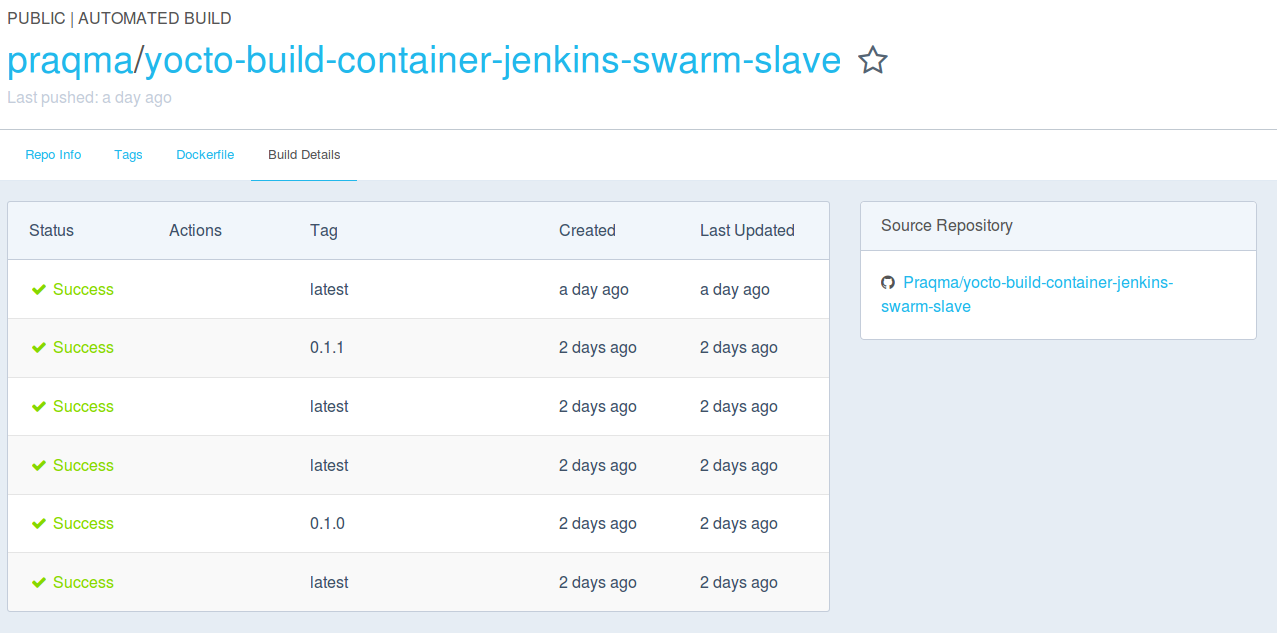 PUBLIC | AUTOMATED BUILD
praqma/yocto-build-container-jenkins-swarm-slave
Last pushed: a day ago
Repo Info Tags Dockerfile Build Details
Status Actions Tag Created Last Updated
Success latest a day ago a day ago
Success 0.1.1 2 days ago 2 days ago
Success latest 2 days ago 2 days ago
Success latest 2 days ago 2 days ago
Success 0.1.0 2 days ago 2 days ago
Success latest 2 days ago 2 days ago
Source Repository
Praqma/yocto-build-container-jenkins-
swarm-slave